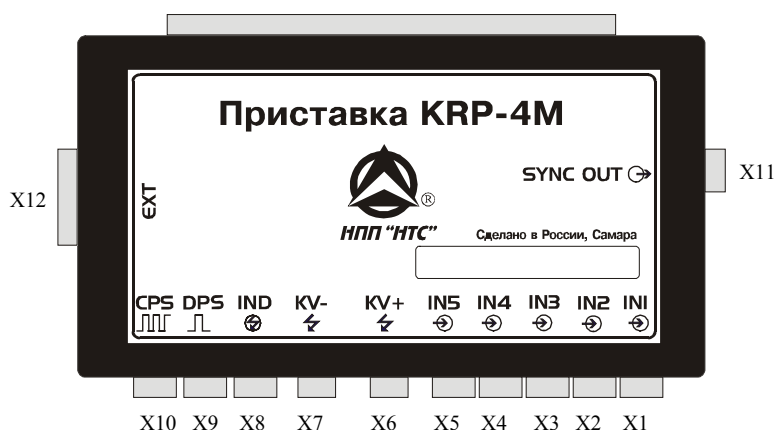 Приставка KRP-4M
SYNC OUT
X11
X12
EXT
®
НПП "НТС"
Сделано в России, Самара
CPS DPS IND KV- KV+ IN5 IN4 IN3 IN2 IN1
X10 X9 X8 X7 X6 X5 X4 X3 X2 X1